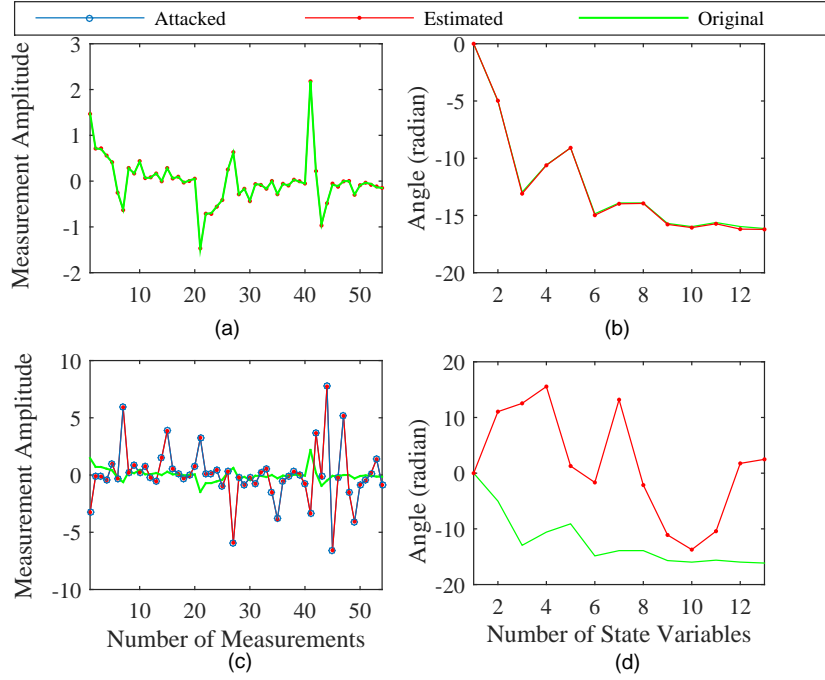 Attacked Estimated Original
Measurement Amplitude
3
2
1
0
-1
-2
10 20 30 40 50
(a)
Angle (radian)
0
-5
-10
-15
-20
2 4 6 8 10 12
(b)
Measurement Amplitude
10
5
0
-5
-10
10 20 30 40 50
Number of Measurements
(c)
Angle (radian)
20
10
0
-10
-20
2 4 6 8 10 12
Number of State Variables
(d)